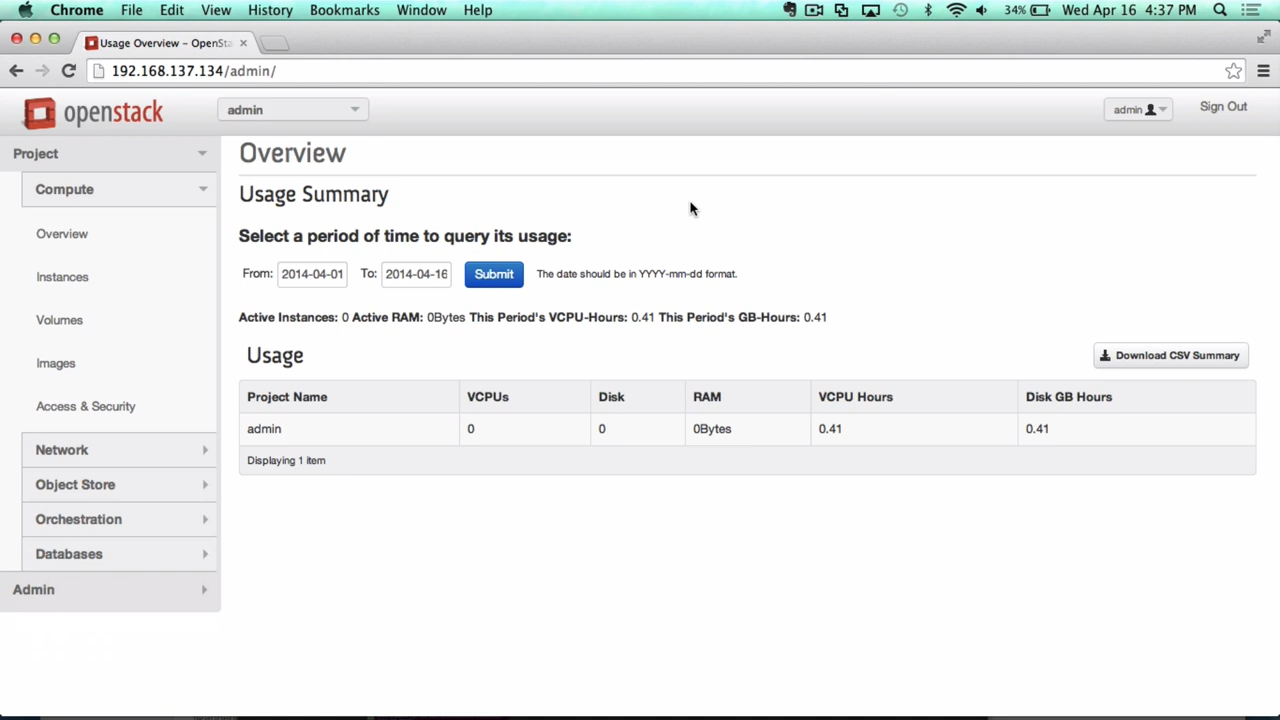 Chrome File Edit View History Bookmarks Window Help 34% Wed Apr 16 4:37 PM
Usage Overview – OpenSta
192.168.137.134/admin/
openstack admin admin Sign Out
Project
Compute
Overview
Instances
Volumes
Images
Access & Security
Network
Object Store
Orchestration
Databases
Admin
Overview
Usage Summary
Select a period of time to query its usage:
From: 2014-04-01 To: 2014-04-16 Submit The date should be in YYYY-mm-dd format.
Active Instances: 0 Active RAM: 0Bytes This Period's VCPU-Hours: 0.41 This Period's GB-Hours: 0.41
Usage Download CSV Summary
Project Name VCPUs Disk RAM VCPU Hours Disk GB Hours
admin 0 0 0Bytes 0.41 0.41
Displaying 1 item